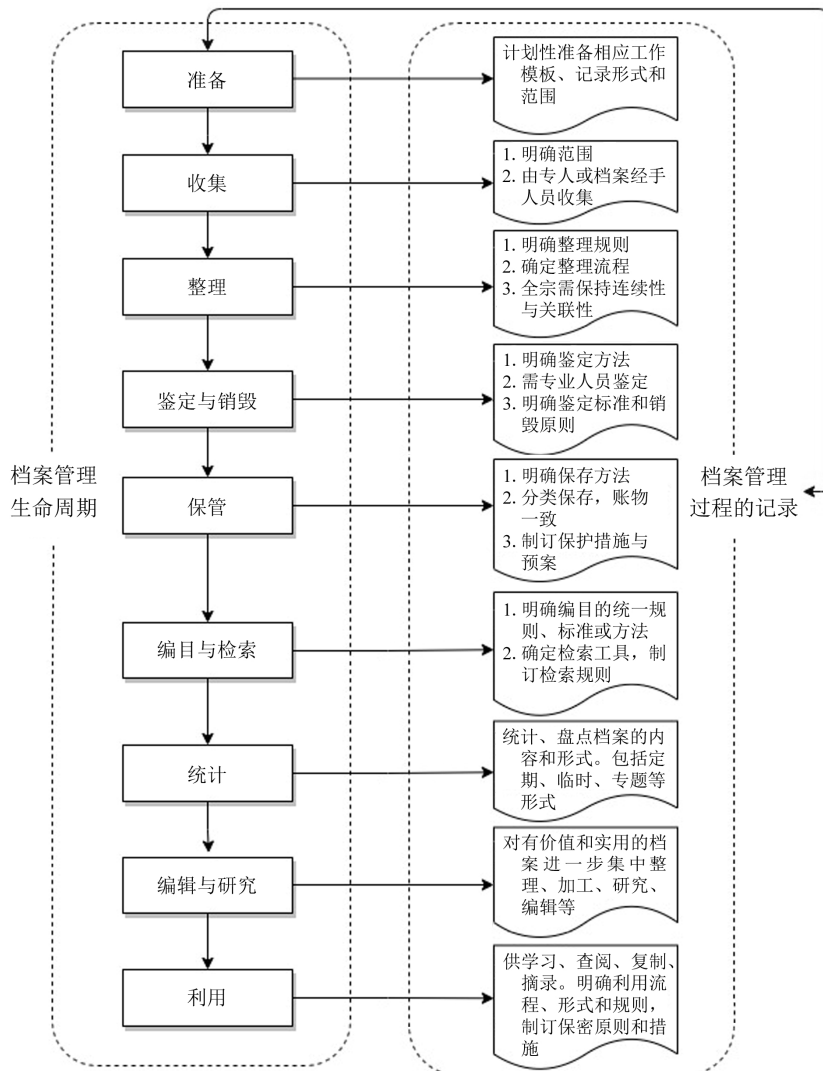 准备
计划性准备相应工作
模板、记录形式和
范围
收集
1. 明确范围
2. 由专人或档案经手
人员收集
整理
1. 明确整理规则
2. 确定整理流程
3. 全宗需保持连续性
与关联性
鉴定与销毁
1. 明确鉴定方法
2. 需专业人员鉴定
3. 明确鉴定标准和销
毁原则
档案管理
生命周期
保管
1. 明确保存方法
2. 分类保存，账物
一致
3. 制订保护措施与
预案
档案管理
过程的记录
编目与检索
1. 明确编目的统一规
则、标准或方法
2. 确定检索工具，制
订检索规则
统计
统计、盘点档案的内
容和形式。包括定
期、临时、专题等
形式
编辑与研究
对有价值和实用的档
案进一步集中整
理、加工、研究、
编辑等
利用
供学习、查阅、复制、
摘录。明确利用流
程、形式和规则，
制订保密原则和措
施